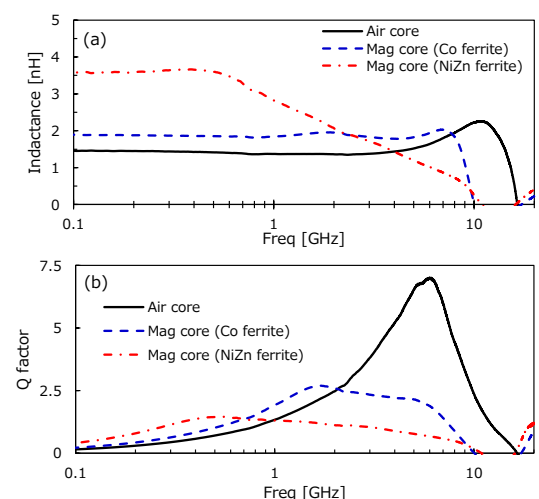 (a)
Air core
Mag core (Co ferrite)
Mag core (NiZn ferrite)
Indactance [nH]
5
4
3
2
1
0
0.1
1
10
Freq [GHz]
(b)
Air core
Mag core (Co ferrite)
Mag core (NiZn ferrite)
Q factor
7.5
5
2.5
0
0.1
1
10
Freq [GHz]